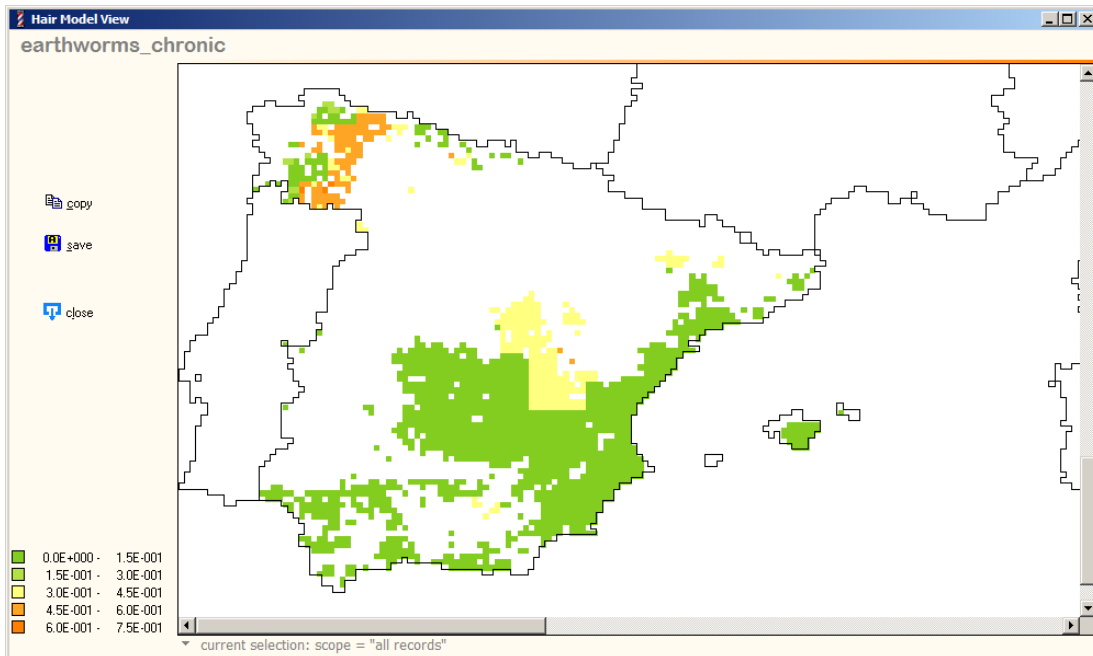 Hair Model View
earthworms_chronic
copy
save
close
0.0E+000 - 1.5E-001
1.5E-001 - 3.0E-001
3.0E-001 - 4.5E-001
4.5E-001 - 6.0E-001
6.0E-001 - 7.5E-001
current selection: scope = "all records"